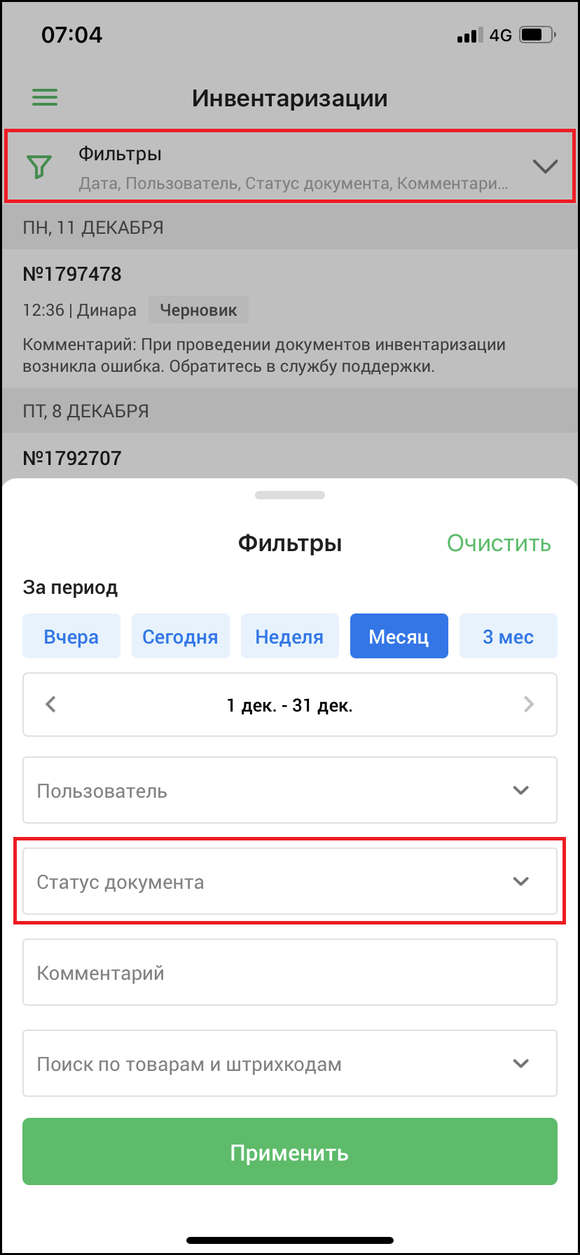 07:04 4G
Инвентаризации
Фильтры
Дата, Пользователь, Статус документа, Комментари...
ПН, 11 ДЕКАБРЯ
№1797478
12:36 | Динара Черновик
Комментарий: При проведении документов инвентаризации
возникла ошибка. Обратитесь в службу поддержки.
ПТ, 8 ДЕКАБРЯ
№1792707
Фильтры Очистить
За период
Вчера Сегодня Неделя Месяц 3 мес
1 дек. - 31 дек.
Пользователь
Статус документа
Комментарий
Поиск по товарам и штрихкодам
Применить